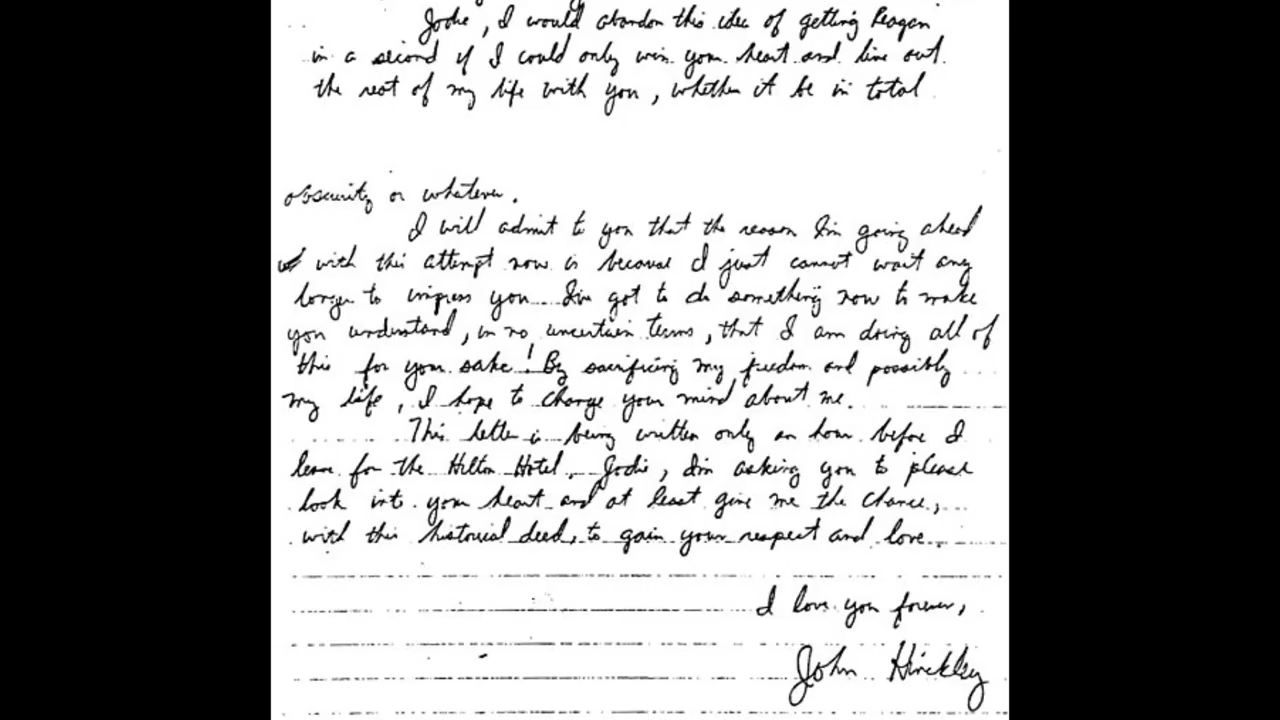 Jodie, I would abandon this idea of getting Reagan
in a second if I could only win your heart and live out
the rest of my life with you, whether it be in total
obscurity or whatever.
I will admit to you that the reason I'm going ahead
with this attempt now is because I just cannot wait any
longer to impress you. I've got to do something now to make
you understand, in no uncertain terms, that I am doing all of
this for your sake! By sacrificing my freedom and possibly
my life, I hope to change your mind about me.
This letter is being written only an hour before I
leave for the Hilton Hotel. Jodie, I'm asking you to please
look into your heart and at least give me the chance,
with this historical deed, to gain your respect and love.
I love you forever,
John Hinckley